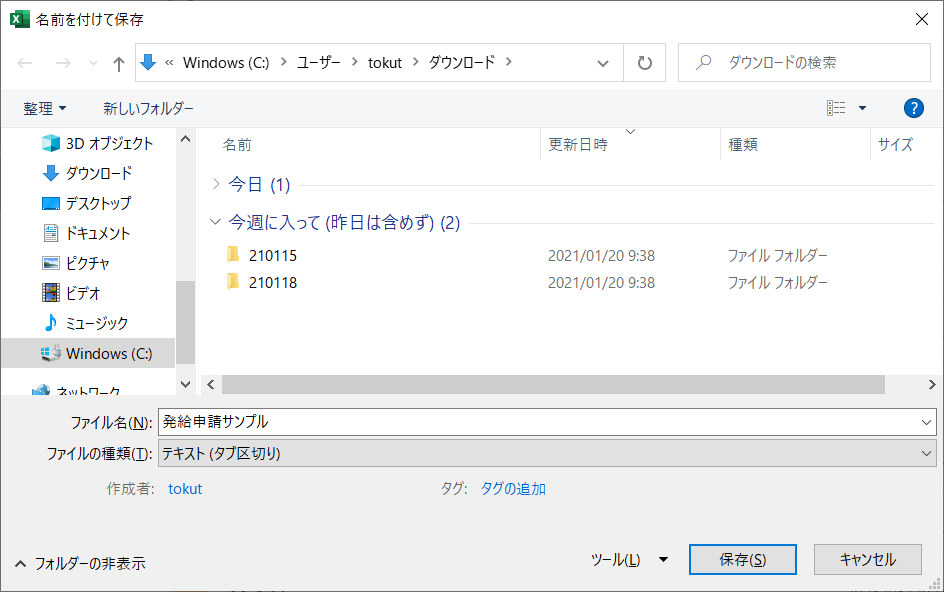 名前を付けて保存
« Windows (C:) > ユーザー > tokut > ダウンロード >
ダウンロードの検索
整理
新しいフォルダー
?
3D オブジェクト
ダウンロード
デスクトップ
ドキュメント
ピクチャ
ビデオ
ミュージック
Windows (C:)
ネットワーク
名前 更新日時 種類 サイズ
今日 (1)
今週に入って (昨日は含めず) (2)
210115 2021/01/20 9:38 ファイル フォルダー
210118 2021/01/20 9:38 ファイル フォルダー
ファイル名(N): 発給申請サンプル
ファイルの種類(T): テキスト (タブ区切り)
作成者: tokut タグ: タグの追加
フォルダーの非表示
ツール(L) 保存(S) キャンセル